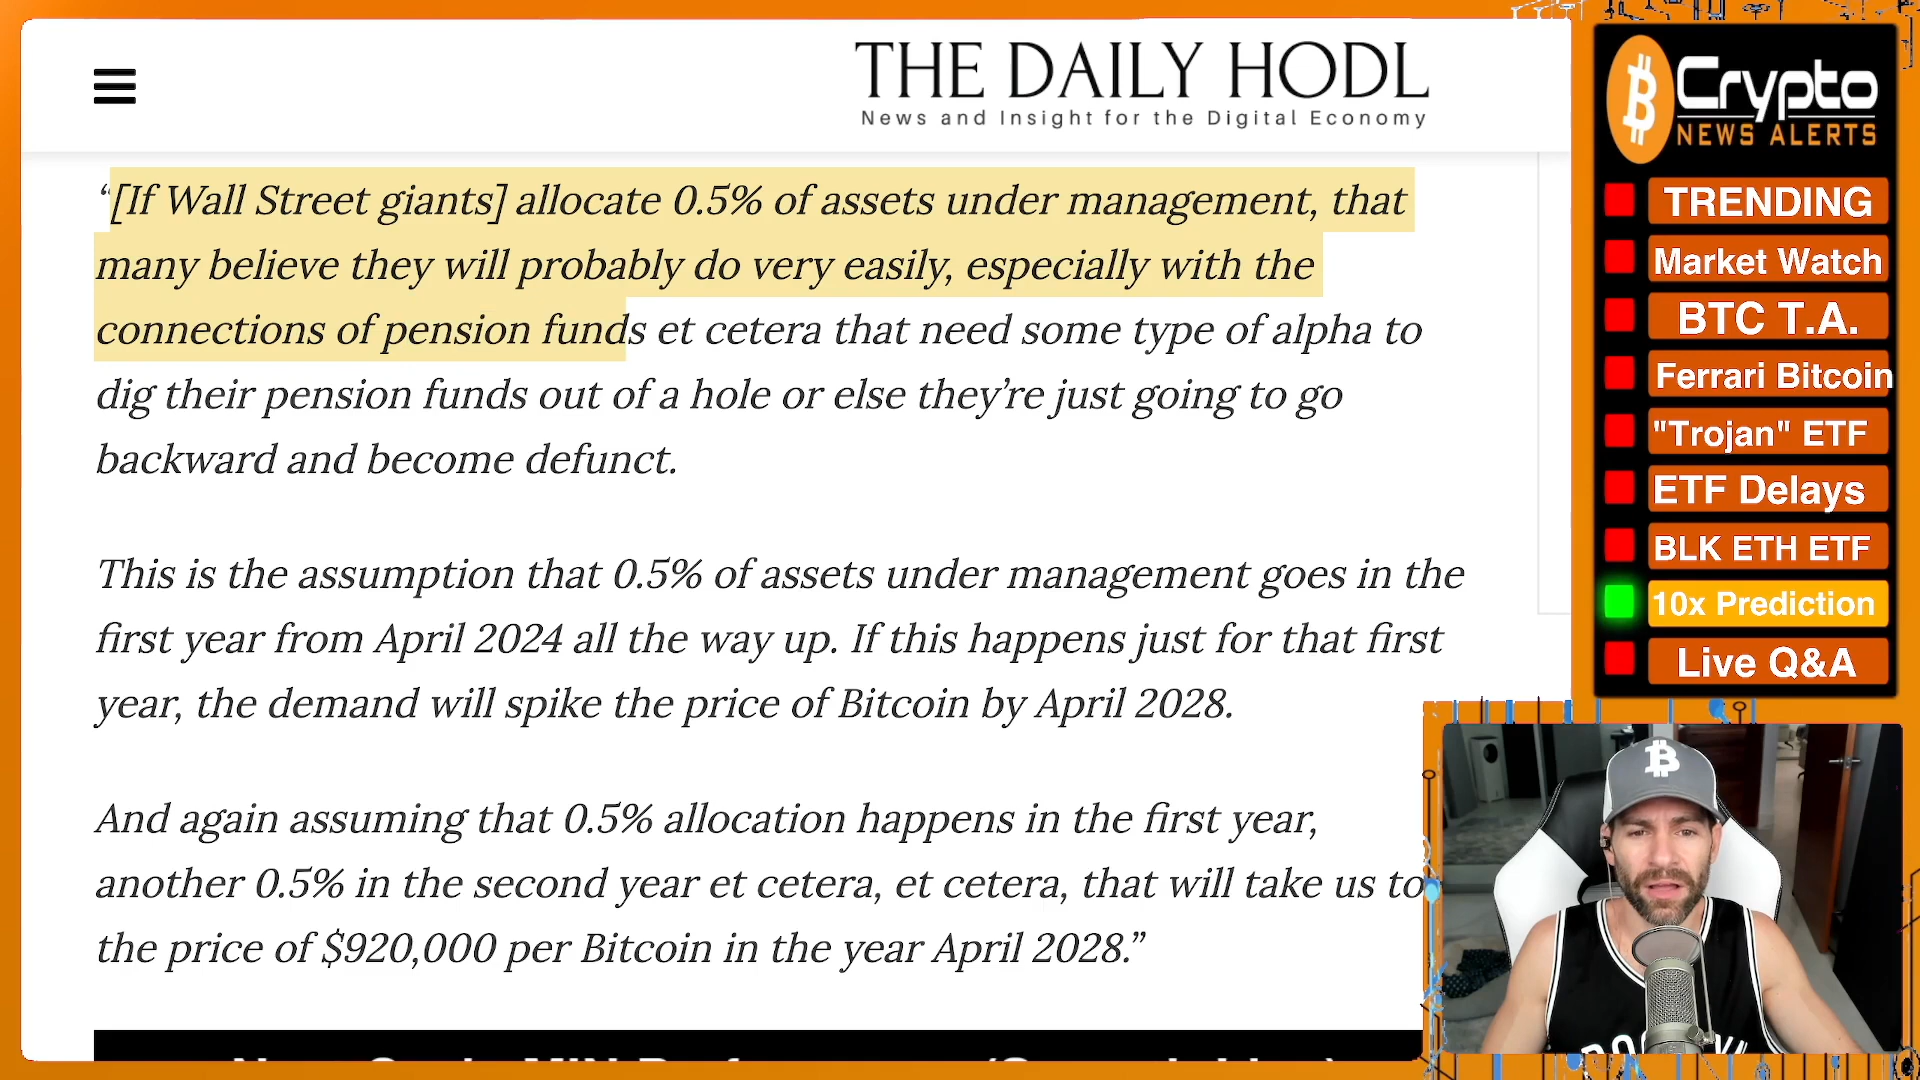 THE DAILY HODL
News and Insight for the Digital Economy
“[If Wall Street giants] allocate 0.5% of assets under management, that
many believe they will probably do very easily, especially with the
connections of pension funds et cetera that need some type of alpha to
dig their pension funds out of a hole or else they’re just going to go
backward and become defunct.
This is the assumption that 0.5% of assets under management goes in the
first year from April 2024 all the way up. If this happens just for that first
year, the demand will spike the price of Bitcoin by April 2028.
And again assuming that 0.5% allocation happens in the first year,
another 0.5% in the second year et cetera, et cetera, that will take us to
the price of $920,000 per Bitcoin in the year April 2028.”
Crypto
NEWS ALERTS
TRENDING
Market Watch
BTC T.A.
Ferrari Bitcoin
"Trojan" ETF
ETF Delays
BLK ETH ETF
10x Prediction
Live Q&A